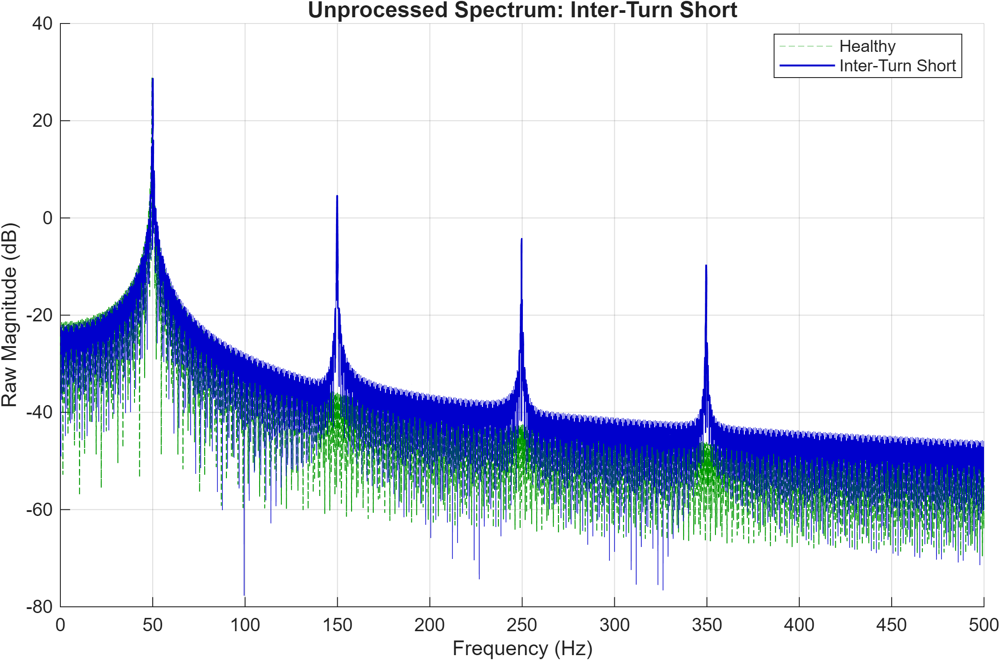 Unprocessed Spectrum: Inter-Turn Short
Healthy
Inter-Turn Short
Raw Magnitude (dB)
40
20
0
-20
-40
-60
-80
0 50 100 150 200 250 300 350 400 450 500
Frequency (Hz)